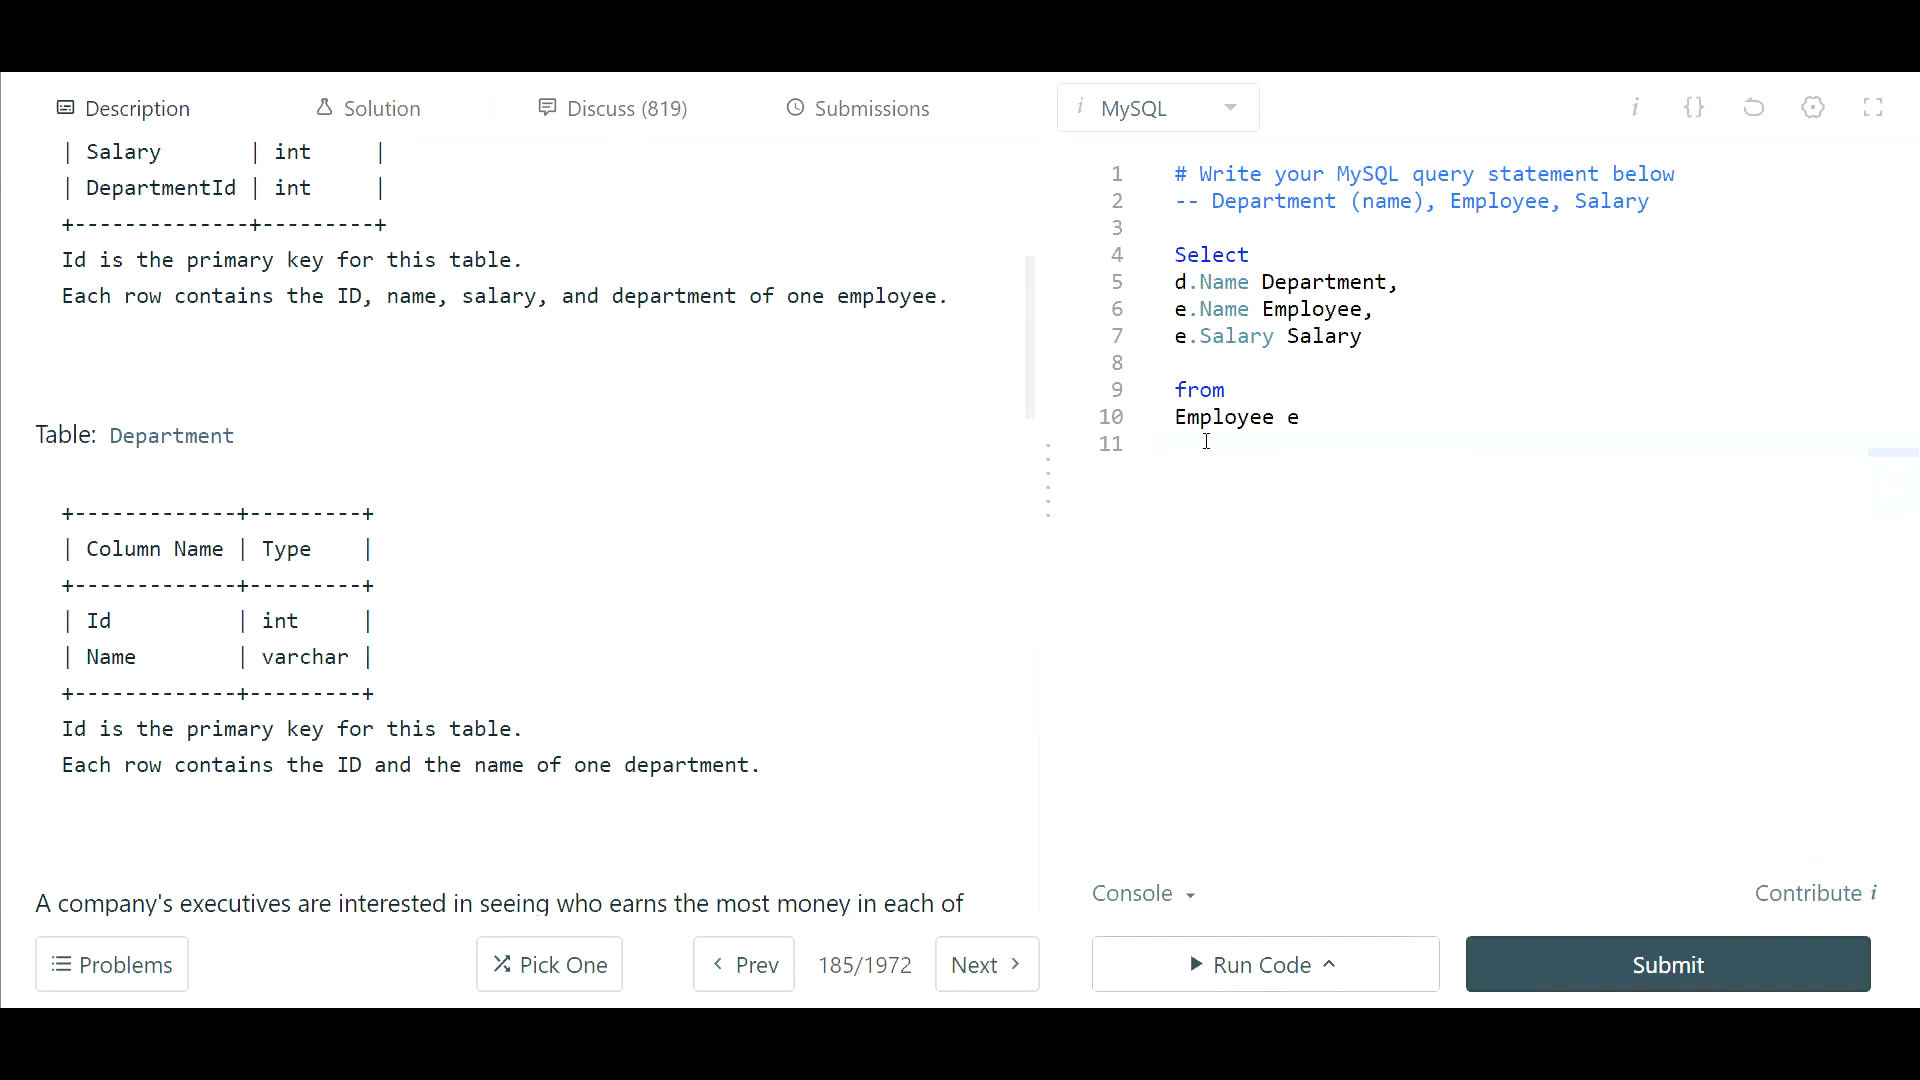 Description Solution Discuss (819) Submissions
| Salary | int |
| DepartmentId | int |
+--------------+---------+
Id is the primary key for this table.
Each row contains the ID, name, salary, and department of one employee.
Table: Department
+-------------+---------+
| Column Name | Type |
+-------------+---------+
| Id | int |
| Name | varchar |
+-------------+---------+
Id is the primary key for this table.
Each row contains the ID and the name of one department.
A company's executives are interested in seeing who earns the most money in each of
Problems Pick One Prev 185/1972 Next
i MySQL i {}
1 # Write your MySQL query statement below
2 -- Department (name), Employee, Salary
3
4 Select
5 d.Name Department,
6 e.Name Employee,
7 e.Salary Salary
8
9 from
10 Employee e
11
Console Contribute i
Run Code Submit